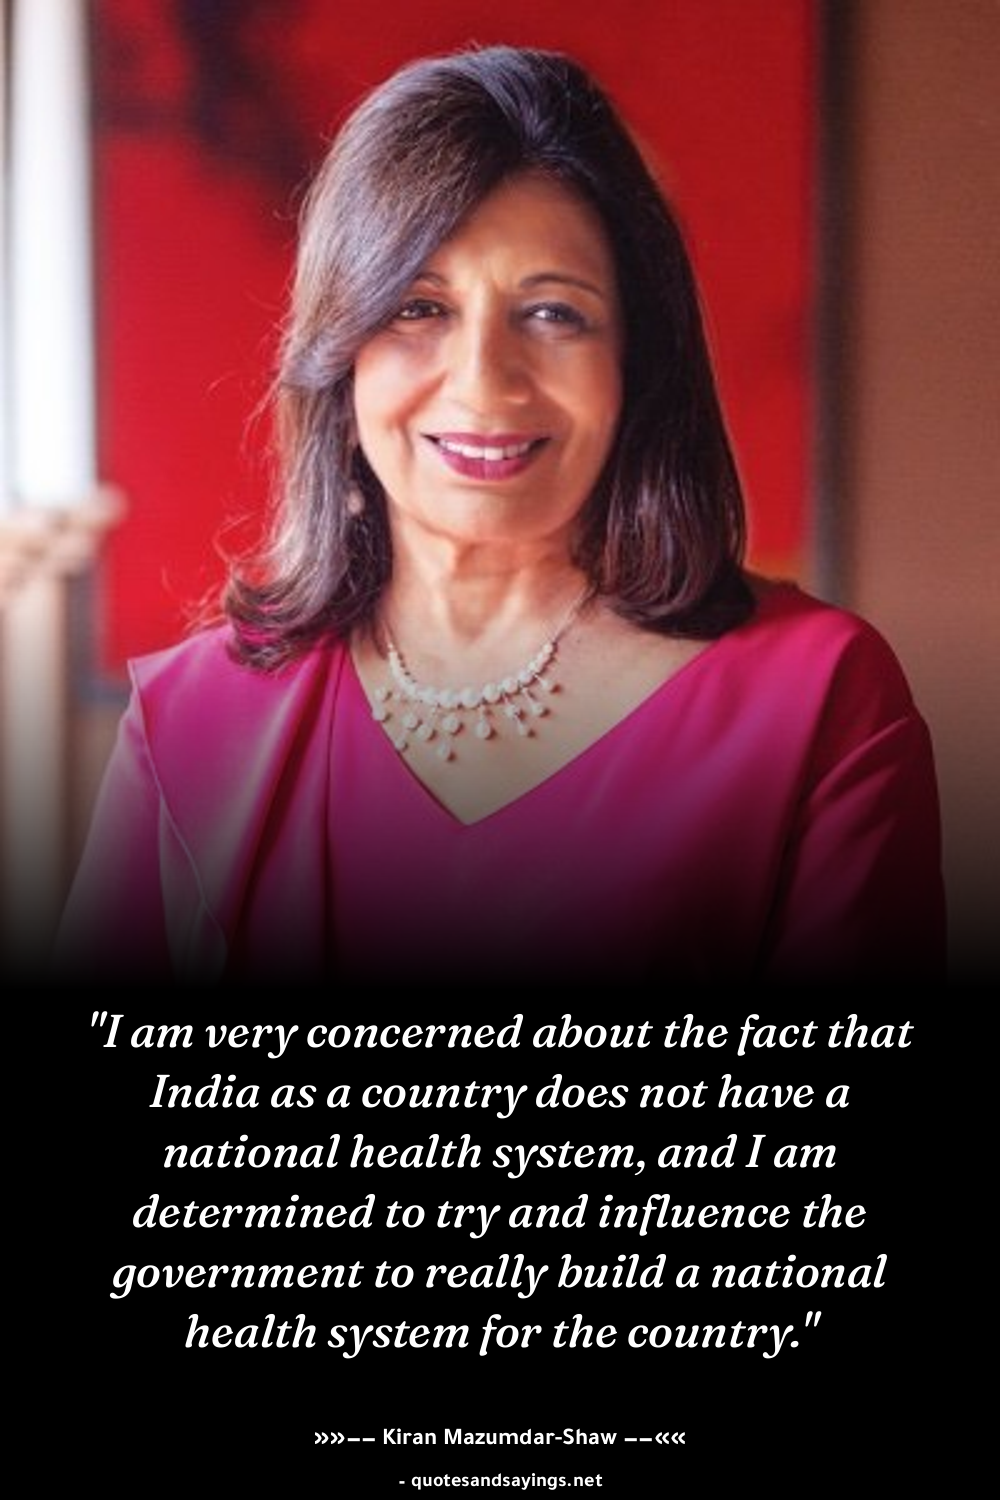 "I am very concerned about the fact that
India as a country does not have a
national health system, and I am
determined to try and influence the
government to really build a national
health system for the country."
»»−− Kiran Mazumdar-Shaw −−««
- quotesandsayings.net